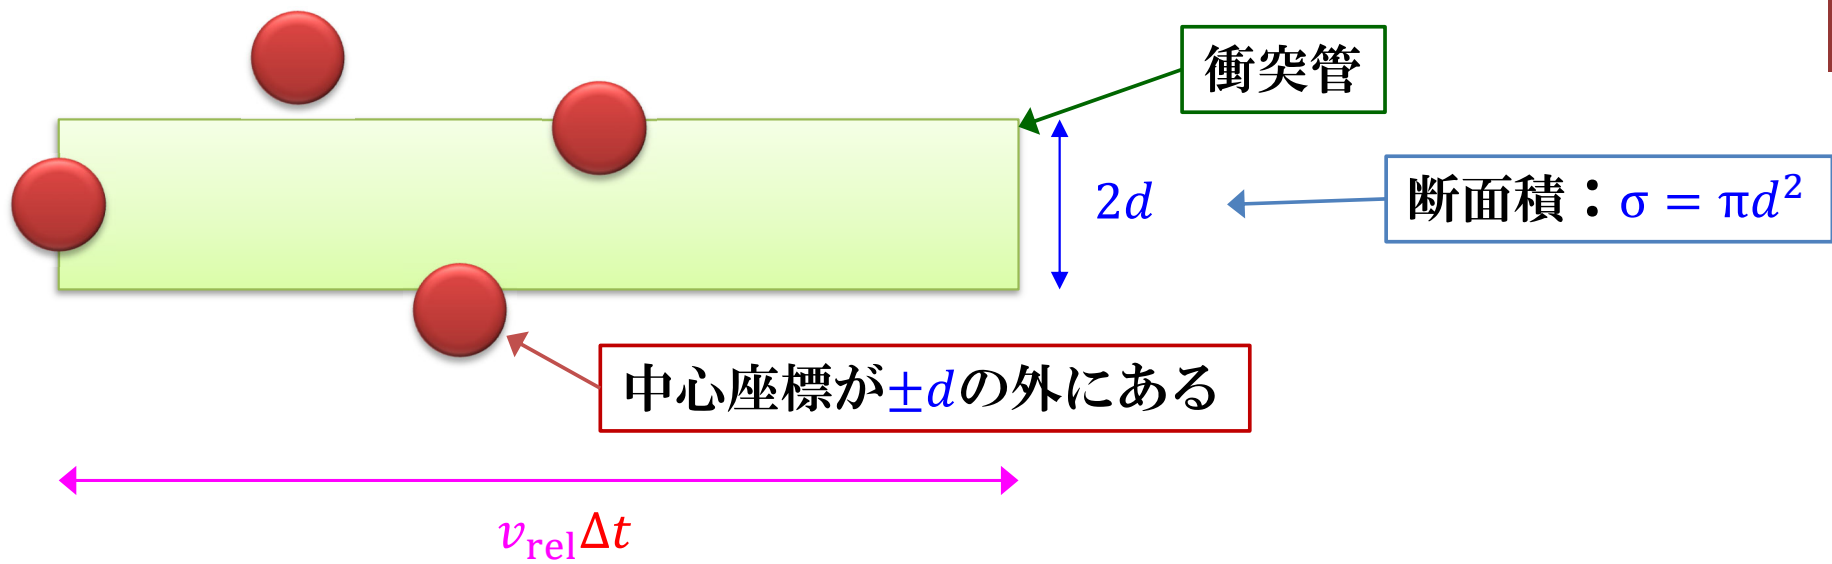 衝突管
2d
断面積：σ = πd²
中心座標が±dの外にある
v_relΔt